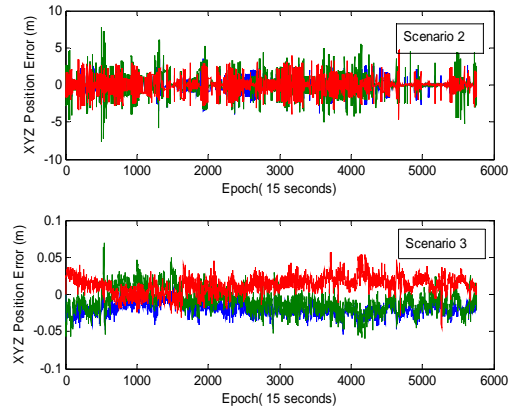 Scenario 2
XYZ Position Error (m)
10
5
0
-5
-10
0 1000 2000 3000 4000 5000 6000
Epoch( 15 seconds)
Scenario 3
XYZ Position Error (m)
0.1
0.05
0
-0.05
-0.1
0 1000 2000 3000 4000 5000 6000
Epoch( 15 seconds)